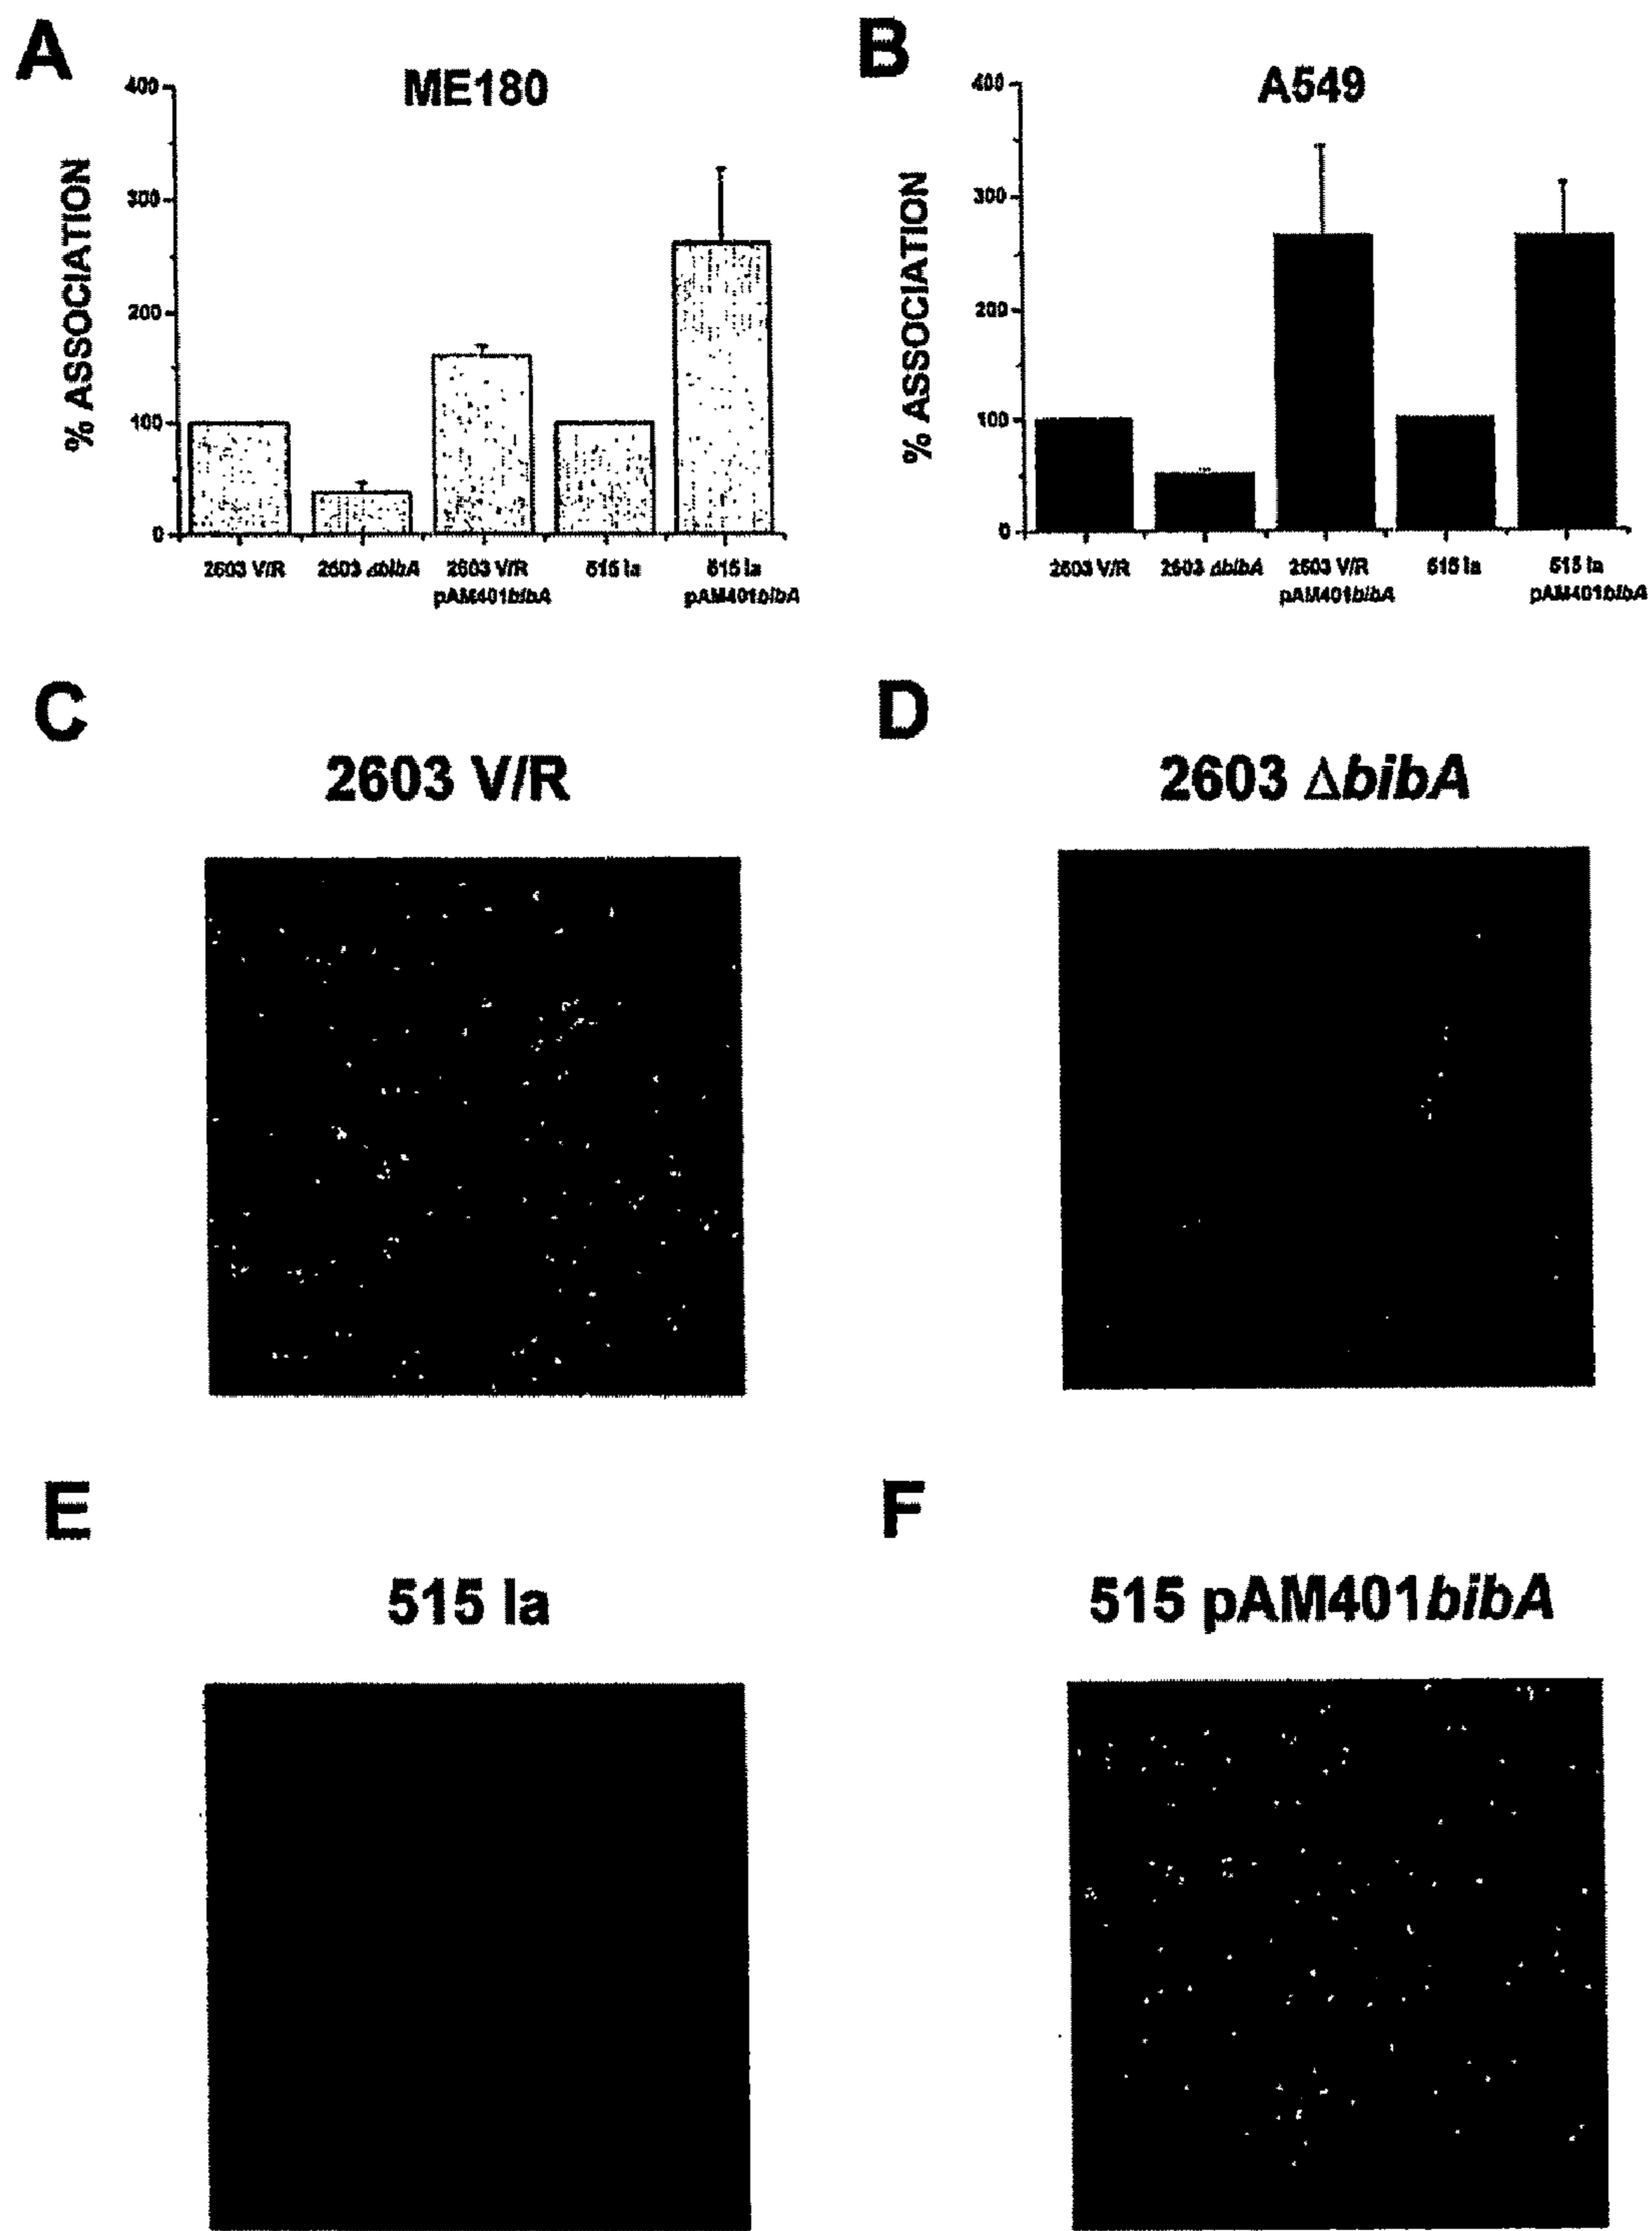 A
ME180
400
300
200
100
0
% ASSOCIATION
2603 V/R
2603 ΔbibA
2603 V/R
pAM401bibA
515 Ia
515 Ia
pAM401bibA
B
A549
400
300
200
100
0
% ASSOCIATION
2603 V/R
2603 ΔbibA
2603 V/R
pAM401bibA
515 Ia
515 Ia
pAM401bibA
C
2603 V/R
D
2603 ΔbibA
E
515 Ia
F
515 pAM401bibA